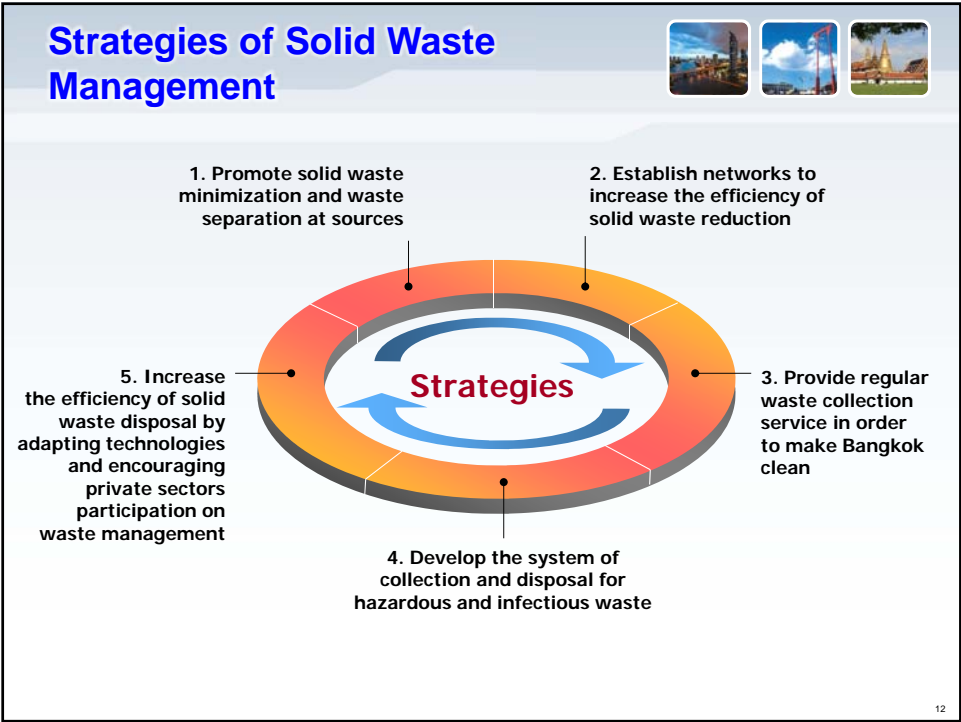 Strategies of Solid Waste
Management
1. Promote solid waste
minimization and waste
separation at sources
2. Establish networks to
increase the efficiency of
solid waste reduction
Strategies
3. Provide regular
waste collection
service in order
to make Bangkok
clean
4. Develop the system of
collection and disposal for
hazardous and infectious waste
5. Increase
the efficiency of solid
waste disposal by
adapting technologies
and encouraging
private sectors
participation on
waste management
12